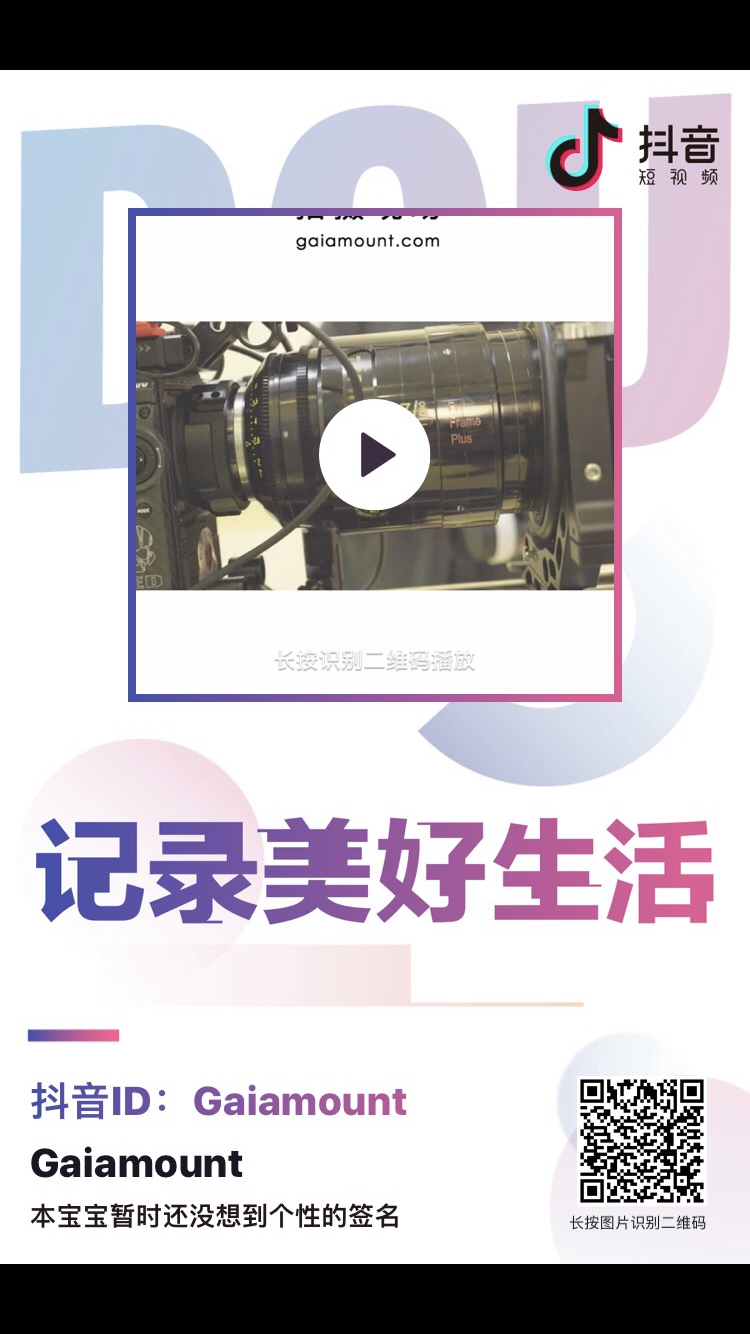 DOU
抖音
短视频
gaiamount.com
Full
Frame
Plus
长按识别二维码播放
记录美好生活
抖音ID：Gaiamount
Gaiamount
本宝宝暂时还没想到个性的签名
长按图片识别二维码